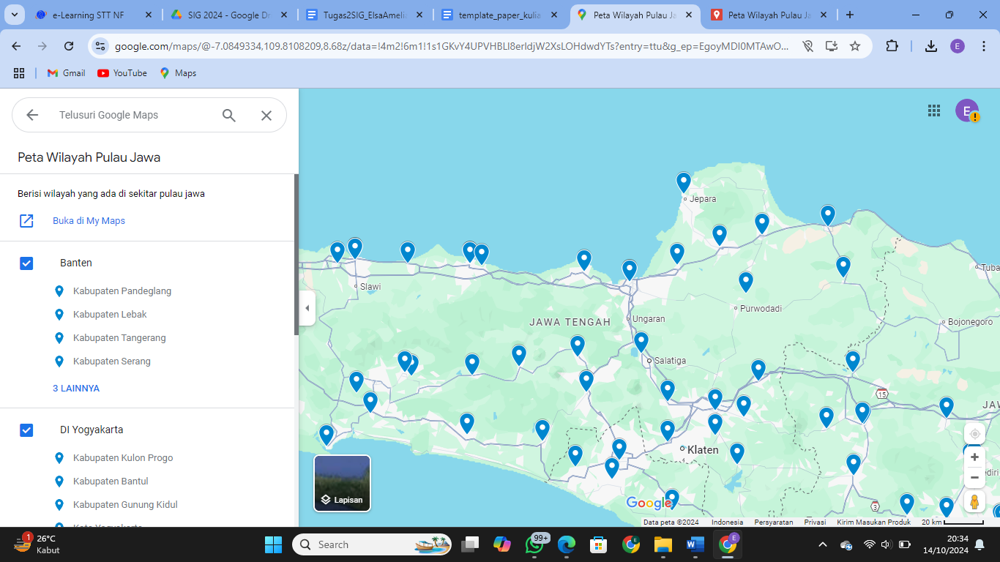 e-Learning STT NF
SIG 2024 - Google Dr
Tugas2SIG_ElsaAmelia
template_paper_kulia
Peta Wilayah Pulau Ja
Peta Wilayah Pulau Ja
google.com/maps/@-7.0849334,109.8108209,8.68z/data=!4m2!6m1!1s1GKvY4UPVHBLl8erIdjW2XsLOHdwdYTs?entry=ttu&g_ep=EgoyMDI0MTAwO...
E
Gmail
YouTube
Maps
Telusuri Google Maps
E
Peta Wilayah Pulau Jawa
Berisi wilayah yang ada di sekitar pulau jawa
Buka di My Maps
Banten
Kabupaten Pandeglang
Kabupaten Lebak
Kabupaten Tangerang
Kabupaten Serang
3 LAINNYA
DI Yogyakarta
Kabupaten Kulon Progo
Kabupaten Bantul
Kabupaten Gunung Kidul
Kota Yogyakarta
Jepara
Slawi
Tuba
Purwodadi
JAWA TENGAH
Ungaran
Bojonegoro
Salatiga
15
JAW
Klaten
ediri
3
Lapisan
Google
Data peta ©2024
Indonesia
Persyaratan
Privasi
Kirim Masukan Produk
20 km
1
26°C
Kabut
Search
99+
E
E
20:34
14/10/2024